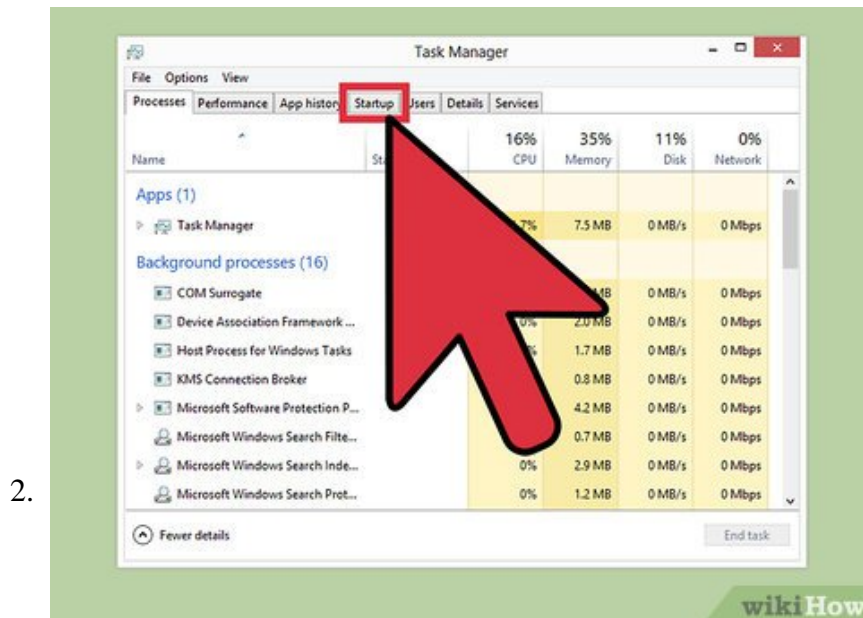 Task Manager
File Options View
Processes Performance App history Startup Users Details Services
16% 35% 11% 0%
Name CPU Memory Disk Network
Apps (1)
Task Manager 7.5 MB 0 MB/s 0 Mbps
Background processes (16)
COM Surrogate 0 MB/s 0 Mbps
Device Association Framework ... 0% 2.0 MB 0 MB/s 0 Mbps
Host Process for Windows Tasks 1.7 MB 0 MB/s 0 Mbps
KMS Connection Broker 0.8 MB 0 MB/s 0 Mbps
Microsoft Software Protection P... 4.2 MB 0 MB/s 0 Mbps
Microsoft Windows Search Filte... 0.7 MB 0 MB/s 0 Mbps
Microsoft Windows Search Inde... 0% 2.9 MB 0 MB/s 0 Mbps
2.
Microsoft Windows Search Prot... 0% 1.2 MB 0 MB/s 0 Mbps
Fewer details End task
wikiHow